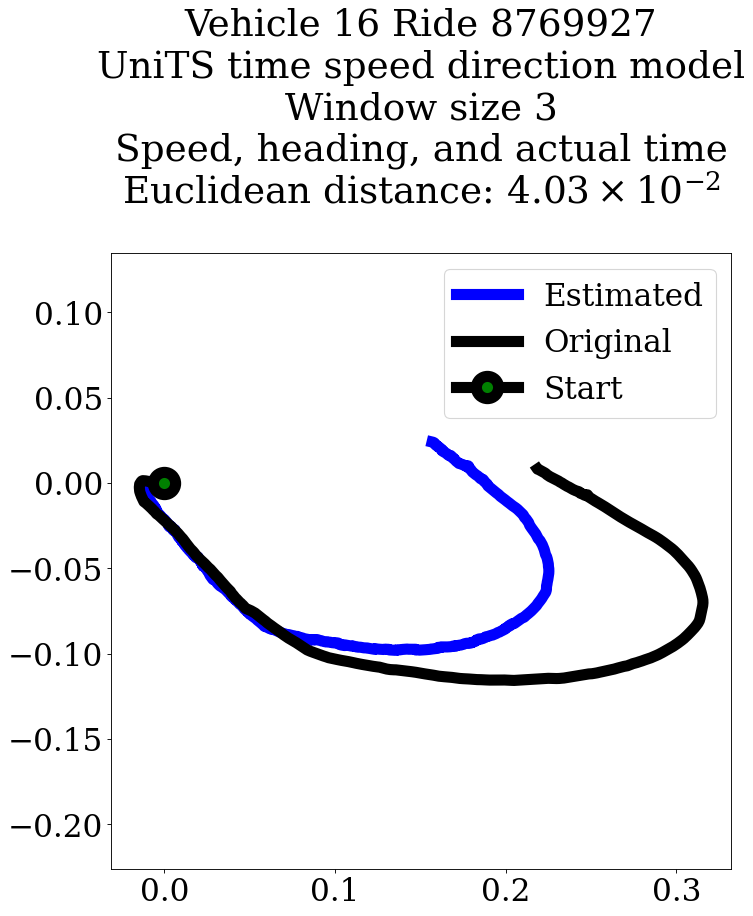 Vehicle 16 Ride 8769927
UniTS time speed direction model
Window size 3
Speed, heading, and actual time
Euclidean distance: 4.03 × 10⁻²
Estimated
Original
Start
0.10
0.05
0.00
−0.05
−0.10
−0.15
−0.20
0.0 0.1 0.2 0.3